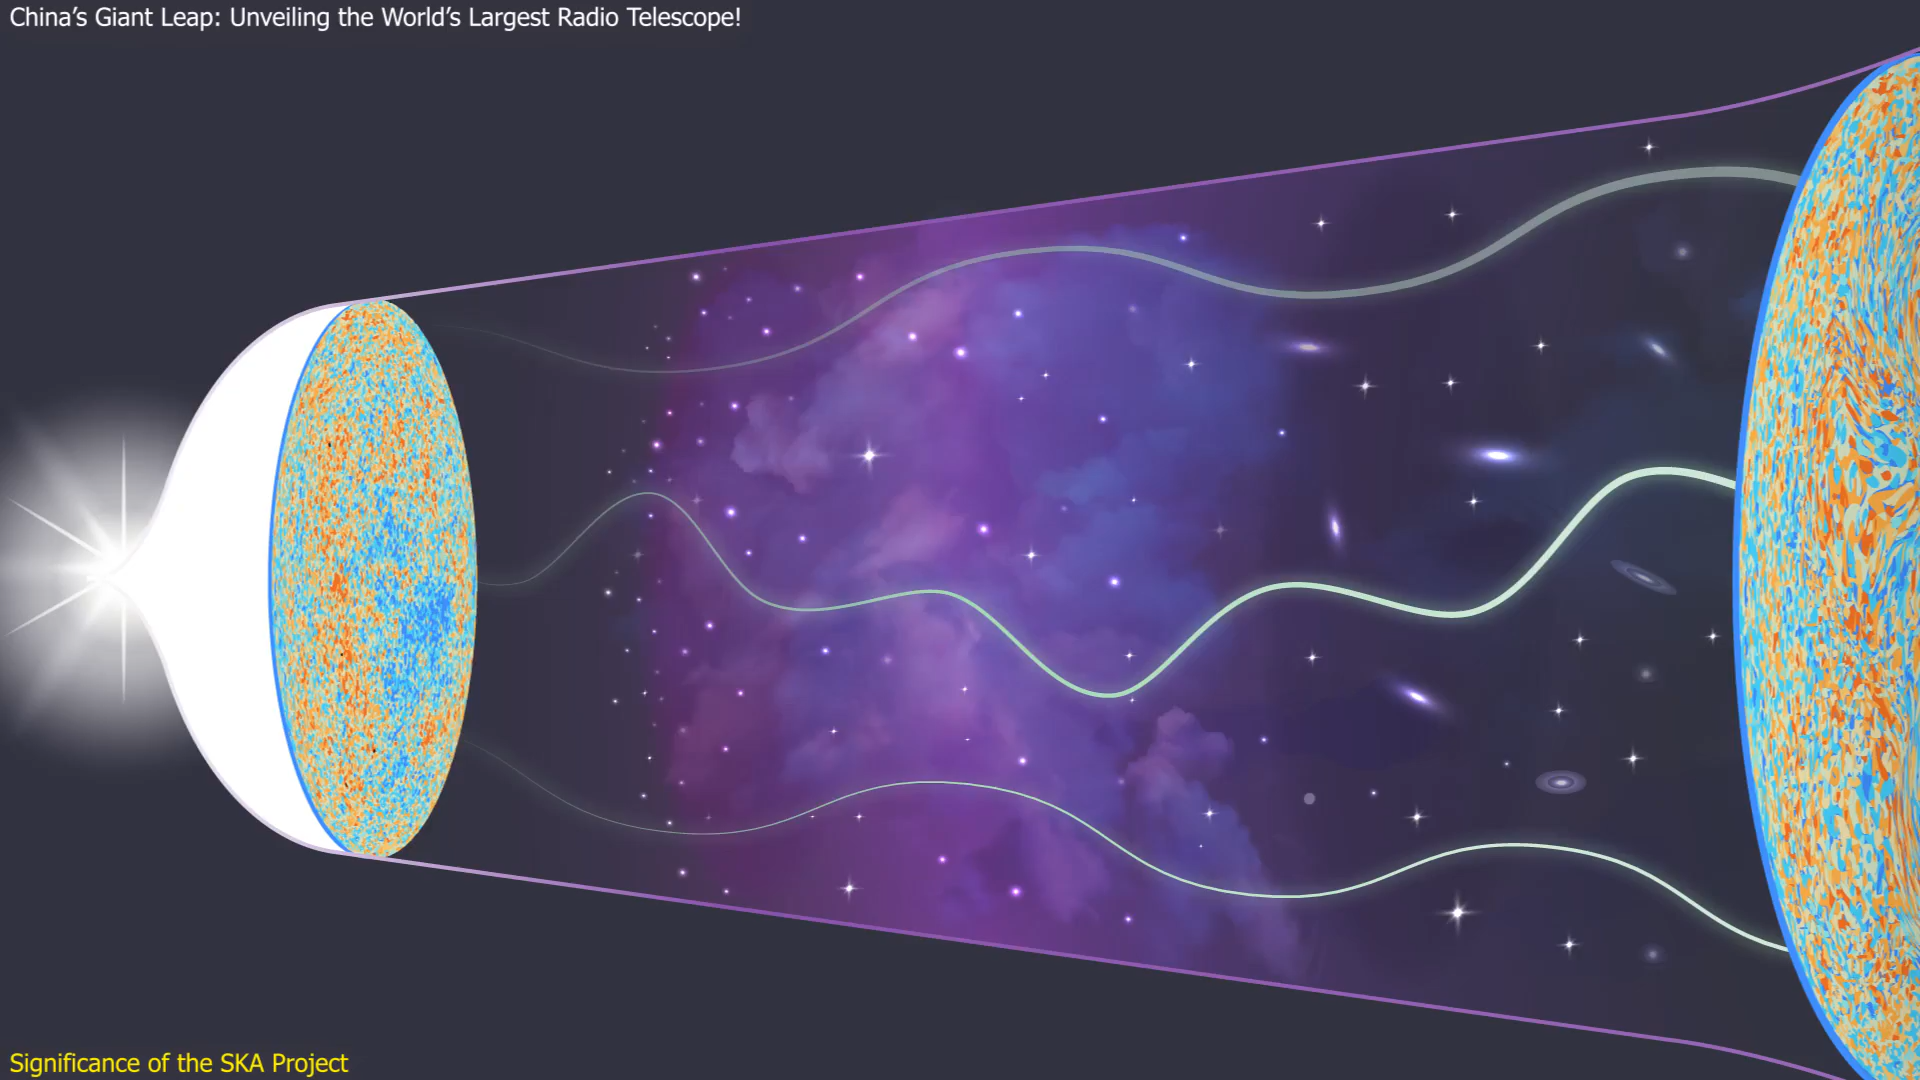 China’s Giant Leap: Unveiling the World’s Largest Radio Telescope!
Significance of the SKA Project